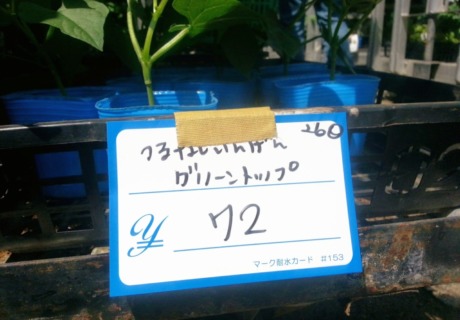 260
つるなしいんげん
グリーントップ
¥ 72
マーク耐水カード #153